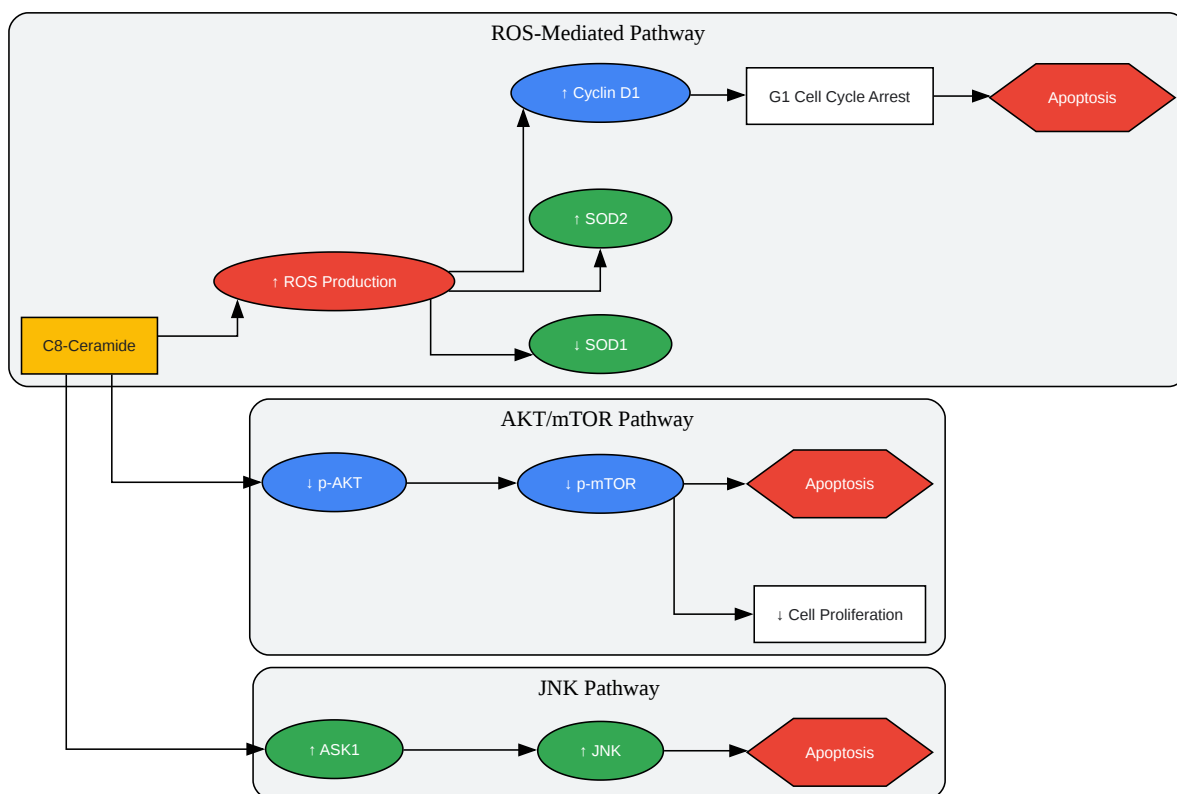 ROS-Mediated Pathway
↑ Cyclin D1
G1 Cell Cycle Arrest
Apoptosis
↑ SOD2
↑ ROS Production
C8-Ceramide
↓ SOD1
AKT/mTOR Pathway
↓ p-AKT
↓ p-mTOR
Apoptosis
↓ Cell Proliferation
JNK Pathway
↑ ASK1
↑ JNK
Apoptosis